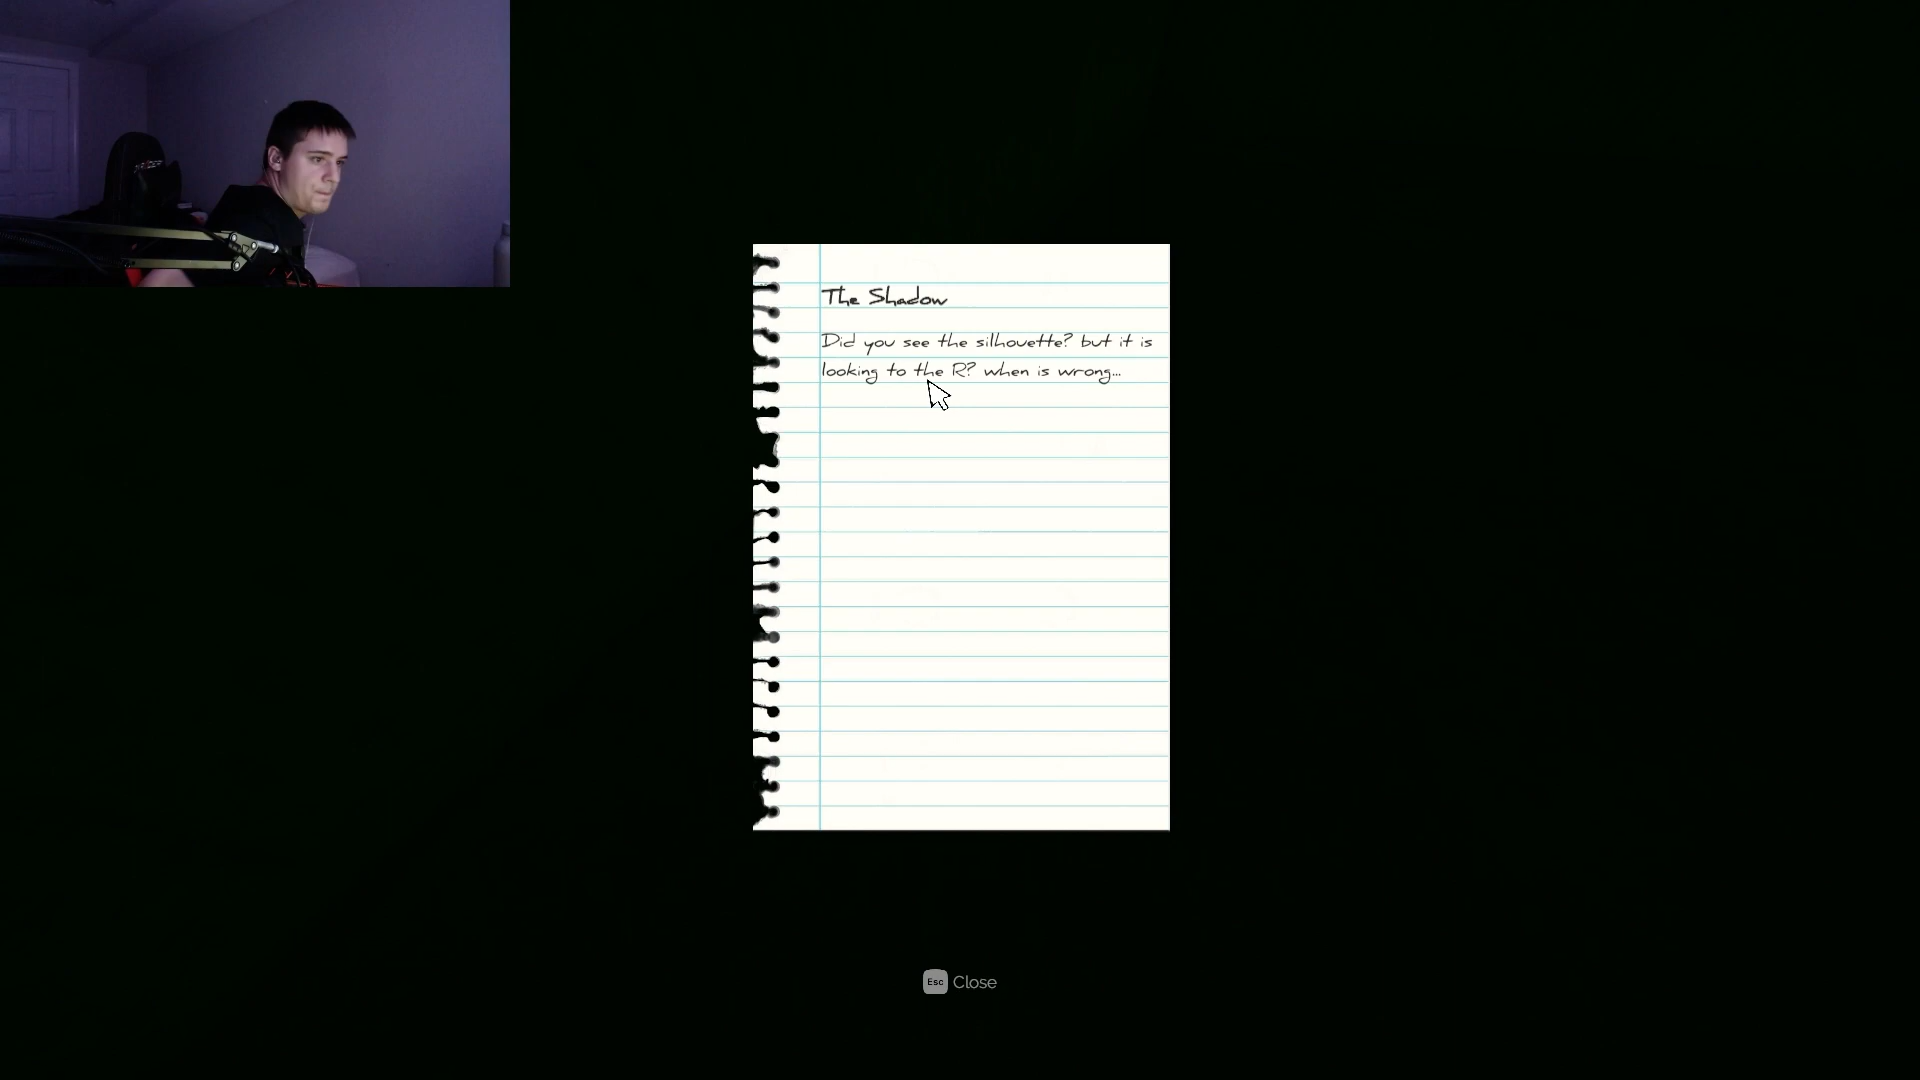 The Shadow
Did you see the silhouette? but it is
looking to the R? when is wrong...
Esc Close